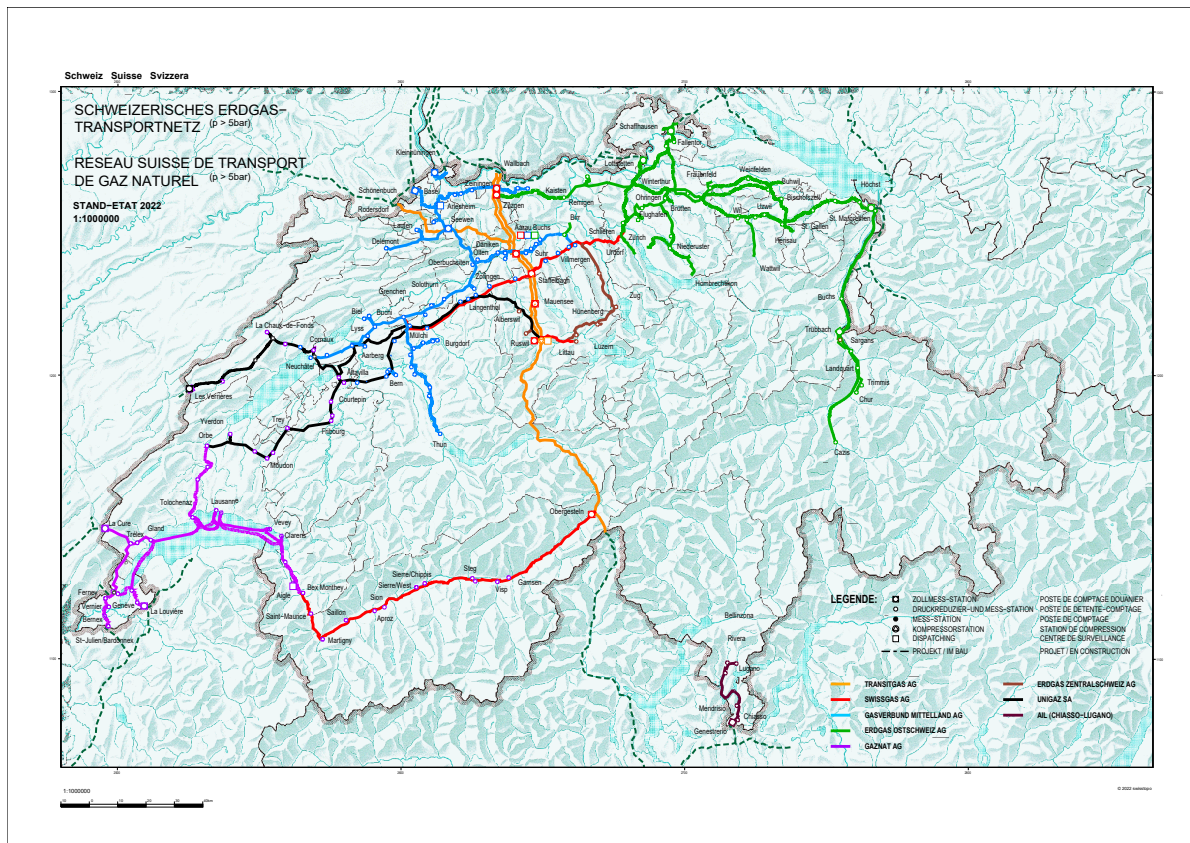 Schweiz Suisse Svizzera
SCHWEIZERISCHES ERDGAS-
TRANSPORTNETZ (p > 5bar)
RESEAU SUISSE DE TRANSPORT
DE GAZ NATUREL (p > 5bar)
STAND-ETAT 2022
1:1000000
Schaffhausen
Fallentor
Kleinhüningen
Wallbach
Lottstetten
Weinfelden
Frauenfeld
Schönenbuch
Basel
Zeiningen
Kaisten
Winterthur
Buhwil
Höchst
Rodersdorf
Arlesheim
Zuzgen
Remigen
Ohringen
Bischofszell
Laufen
Seewen
Birr
Flughafen
Brütten
Wil
Uzwil
St. Margrethen
Aarau
Buchs
Schlieren
Zürich
St. Gallen
Delémont
Däniken
Olten
Suhr
Villmergen
Urdorf
Niederuster
Herisau
Oberbuchsiten
Wattwil
Zofingen
Staffelbach
Hombrechtikon
Solothurn
Grenchen
Buchs
Biel
Büchi
Langenthal
Mauensee
Zug
Hünenberg
La Chaux-de-Fonds
Lyss
Alberswil
Trübbach
Cornaux
Mülchi
Burgdorf
Ruswil
Littau
Luzern
Sargans
Neuchâtel
Aarberg
Altavilla
Bern
Landquart
Trimmis
Les Verrières
Courtepin
Chur
Yverdon
Trey
Fribourg
Thun
Orbe
Cazis
Moudon
Tolochenaz
Lausanne
Obergesteln
La Cure
Gland
Vevey
Trélex
Clarens
Steg
Ferney
Sierre/Chippis
Bex.Monthey
Sierre/West
Gamsen
Visp
Vernier
Genève
Aigle
Sion
Bernex
La Louvière
Saint-Maurice
Saillon
Aproz
St-Julien/Bardonnex
Martigny
Bellinzona
Rivera
Lugano
Mendrisio
Chiasso
Genestrerio
LEGENDE:
ZOLLMESS-STATION POSTE DE COMPTAGE DOUANIER
DRUCKREDUZIER-UND MESS-STATION POSTE DE DETENTE-COMPTAGE
MESS-STATION POSTE DE COMPTAGE
KOMPRESSORSTATION STATION DE COMPRESSION
DISPATCHING CENTRE DE SURVEILLANCE
PROJEKT / IM BAU PROJET / EN CONSTRUCTION
TRANSITGAS AG ERDGAS ZENTRALSCHWEIZ AG
SWISSGAS AG UNIGAZ SA
GASVERBUND MITTELLAND AG AIL (CHIASSO-LUGANO)
ERDGAS OSTSCHWEIZ AG
GAZNAT AG
1:1000000
© 2022 swisstopo